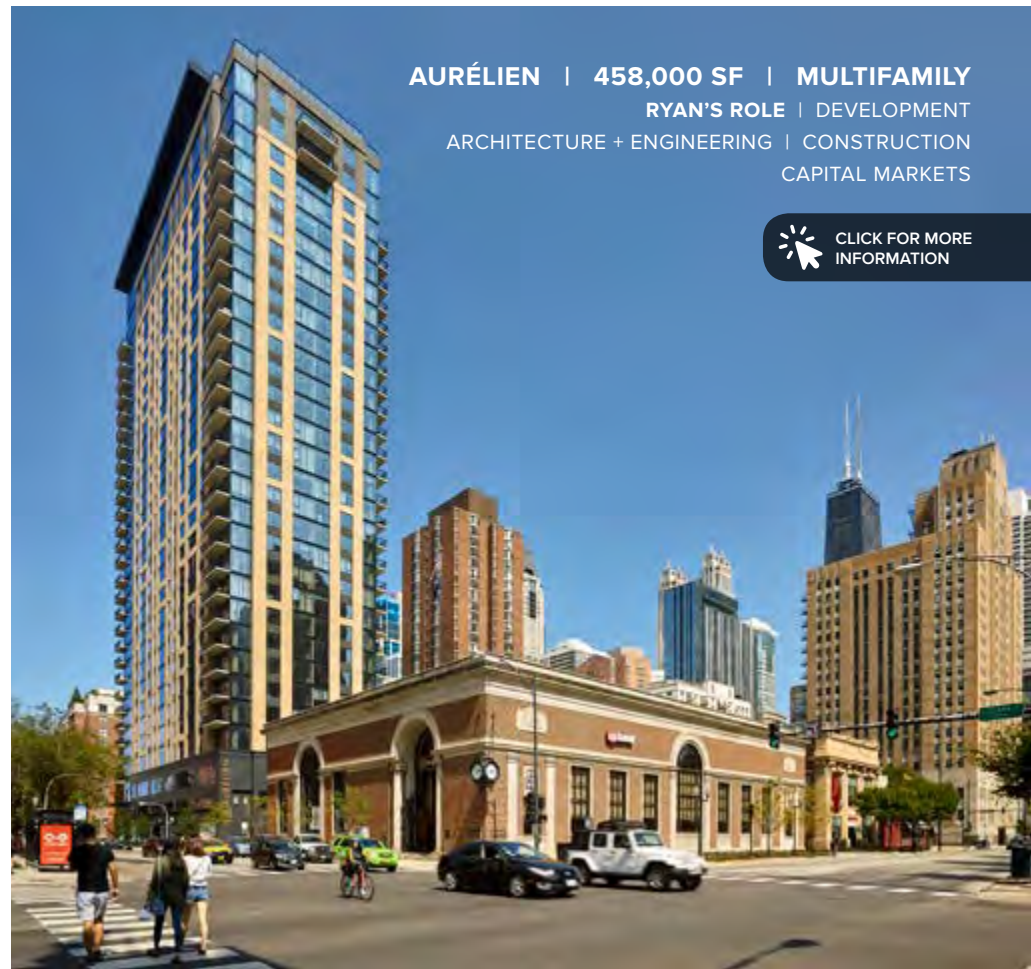 AURÉLIEN | 458,000 SF | MULTIFAMILY
RYAN'S ROLE | DEVELOPMENT
ARCHITECTURE + ENGINEERING | CONSTRUCTION
CAPITAL MARKETS
CLICK FOR MORE
INFORMATION